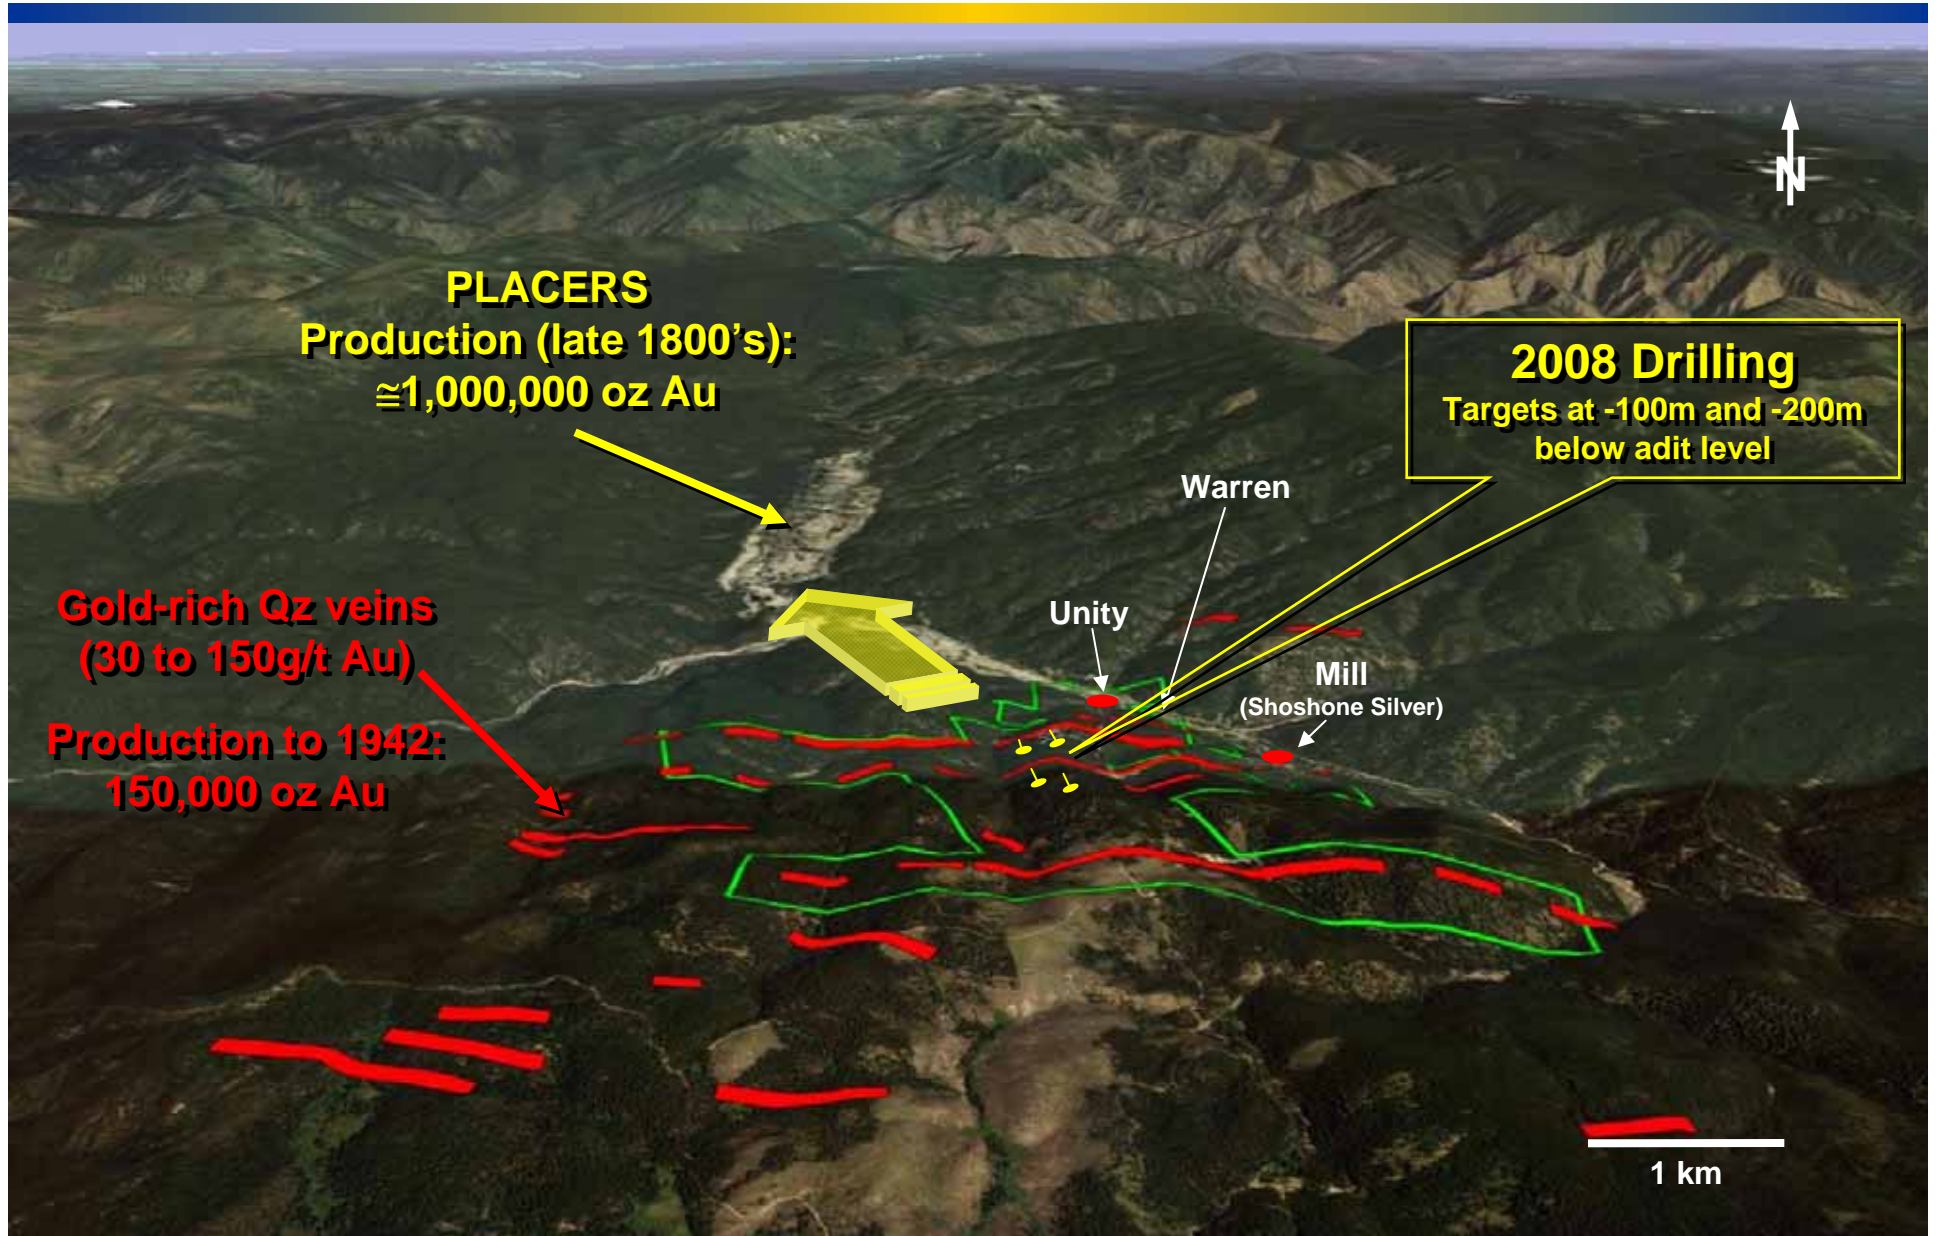 N
PLACERS
Production (late 1800's):
≅1,000,000 oz Au
2008 Drilling
Targets at -100m and -200m
below adit level
Warren
Unity
Mill
(Shoshone Silver)
Gold-rich Qz veins
(30 to 150g/t Au)
Production to 1942:
150,000 oz Au
1 km